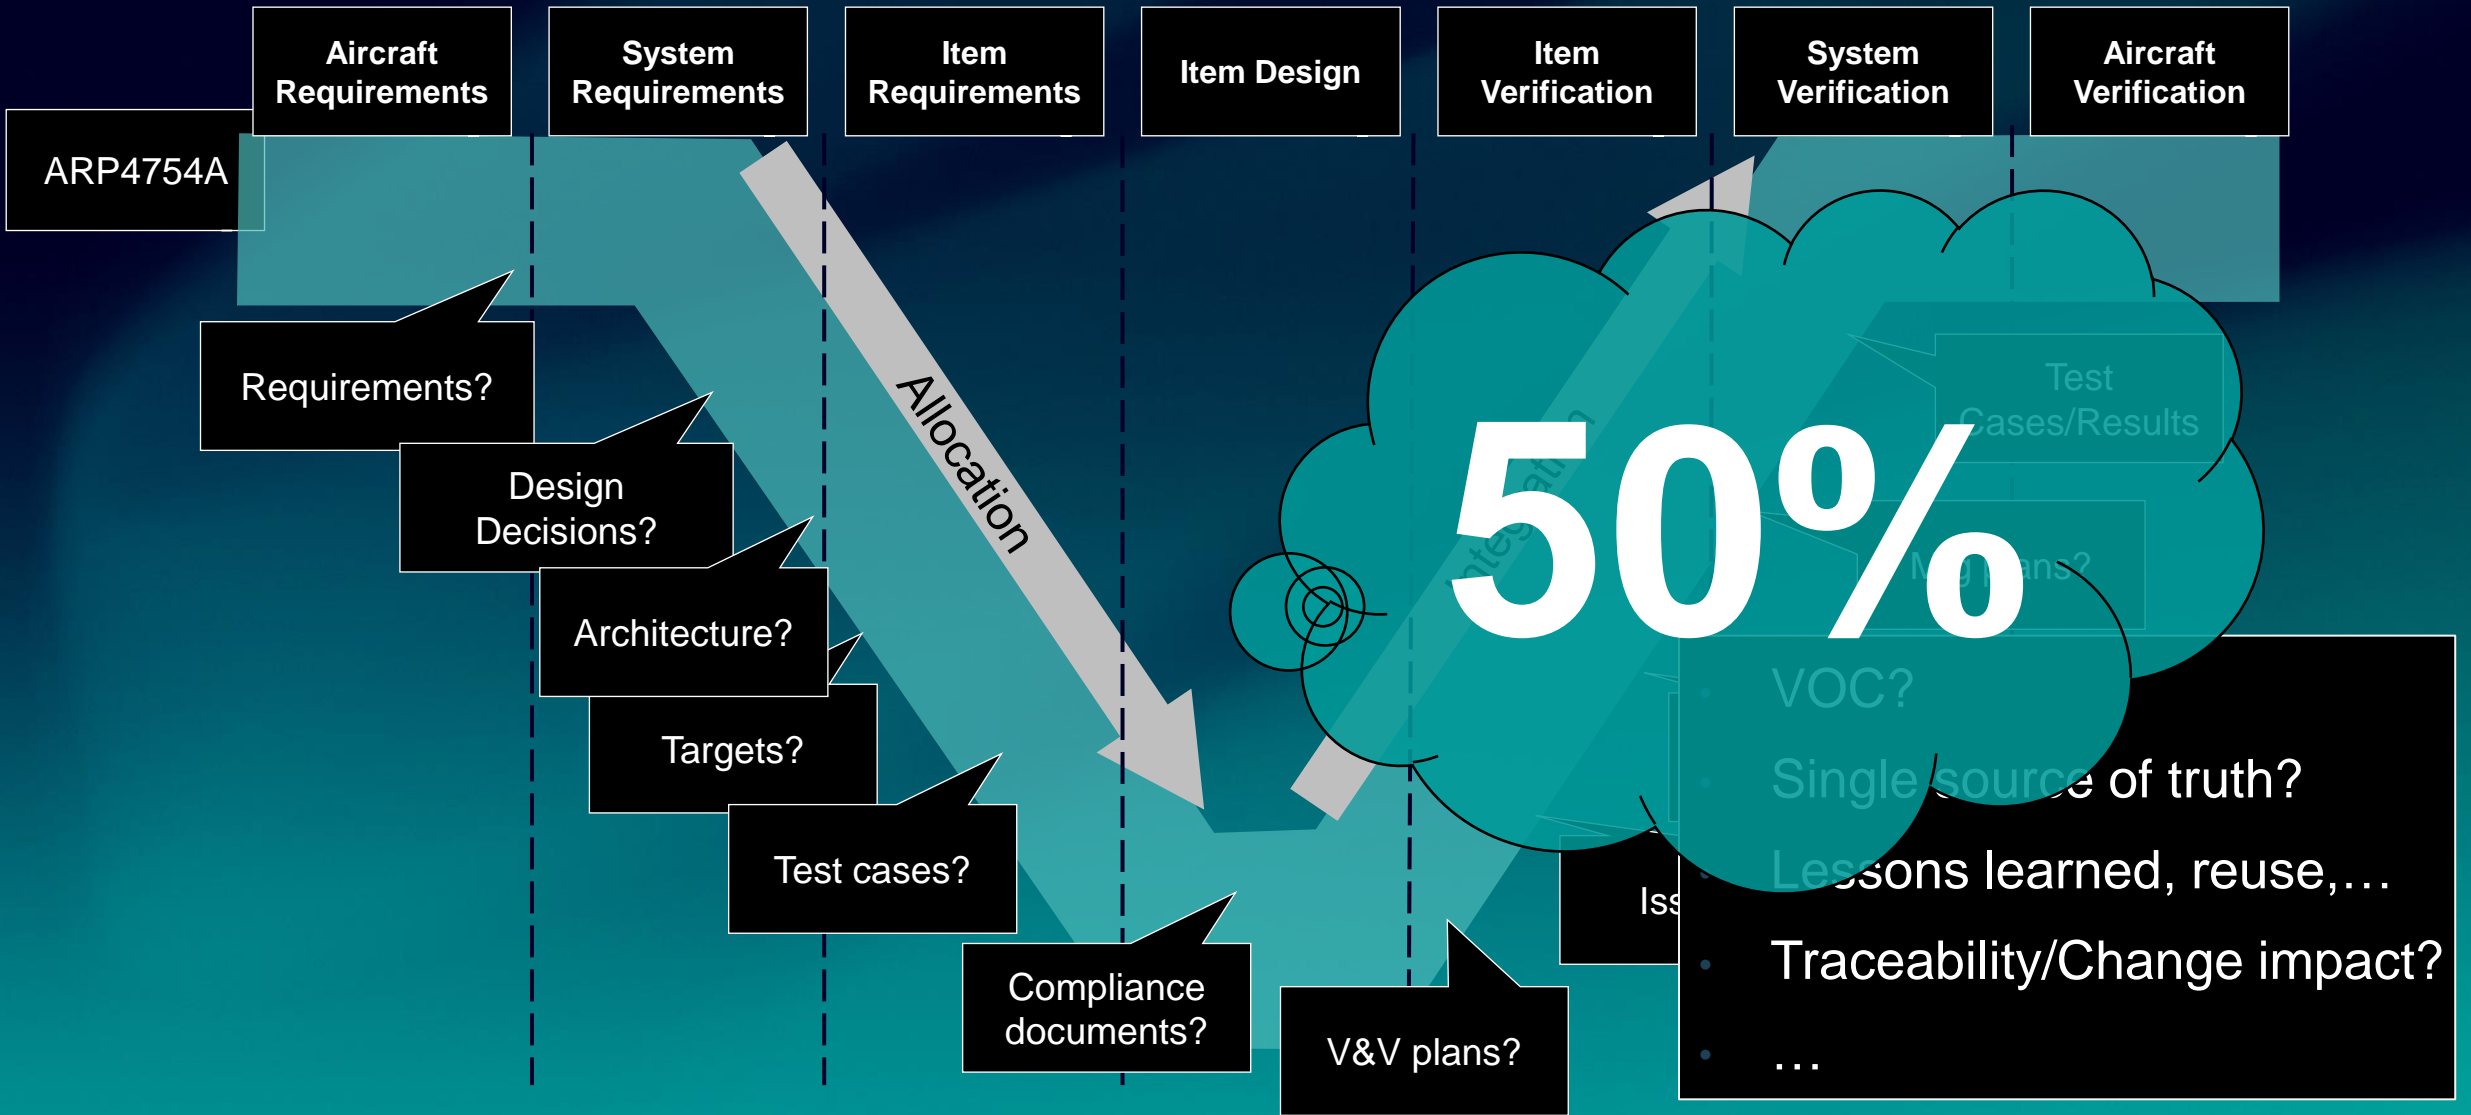 Aircraft
Requirements
System
Requirements
Item
Requirements
Item Design
Item
Verification
System
Verification
Aircraft
Verification
ARP4754A
Requirements?
Design
Decisions?
Architecture?
Targets?
Test cases?
Compliance
documents?
V&V plans?
Allocation
Integration
50%
Test
Cases/Results
plans?
• VOC?
• Single source of truth?
• Lessons learned, reuse,…
• Traceability/Change impact?
• …